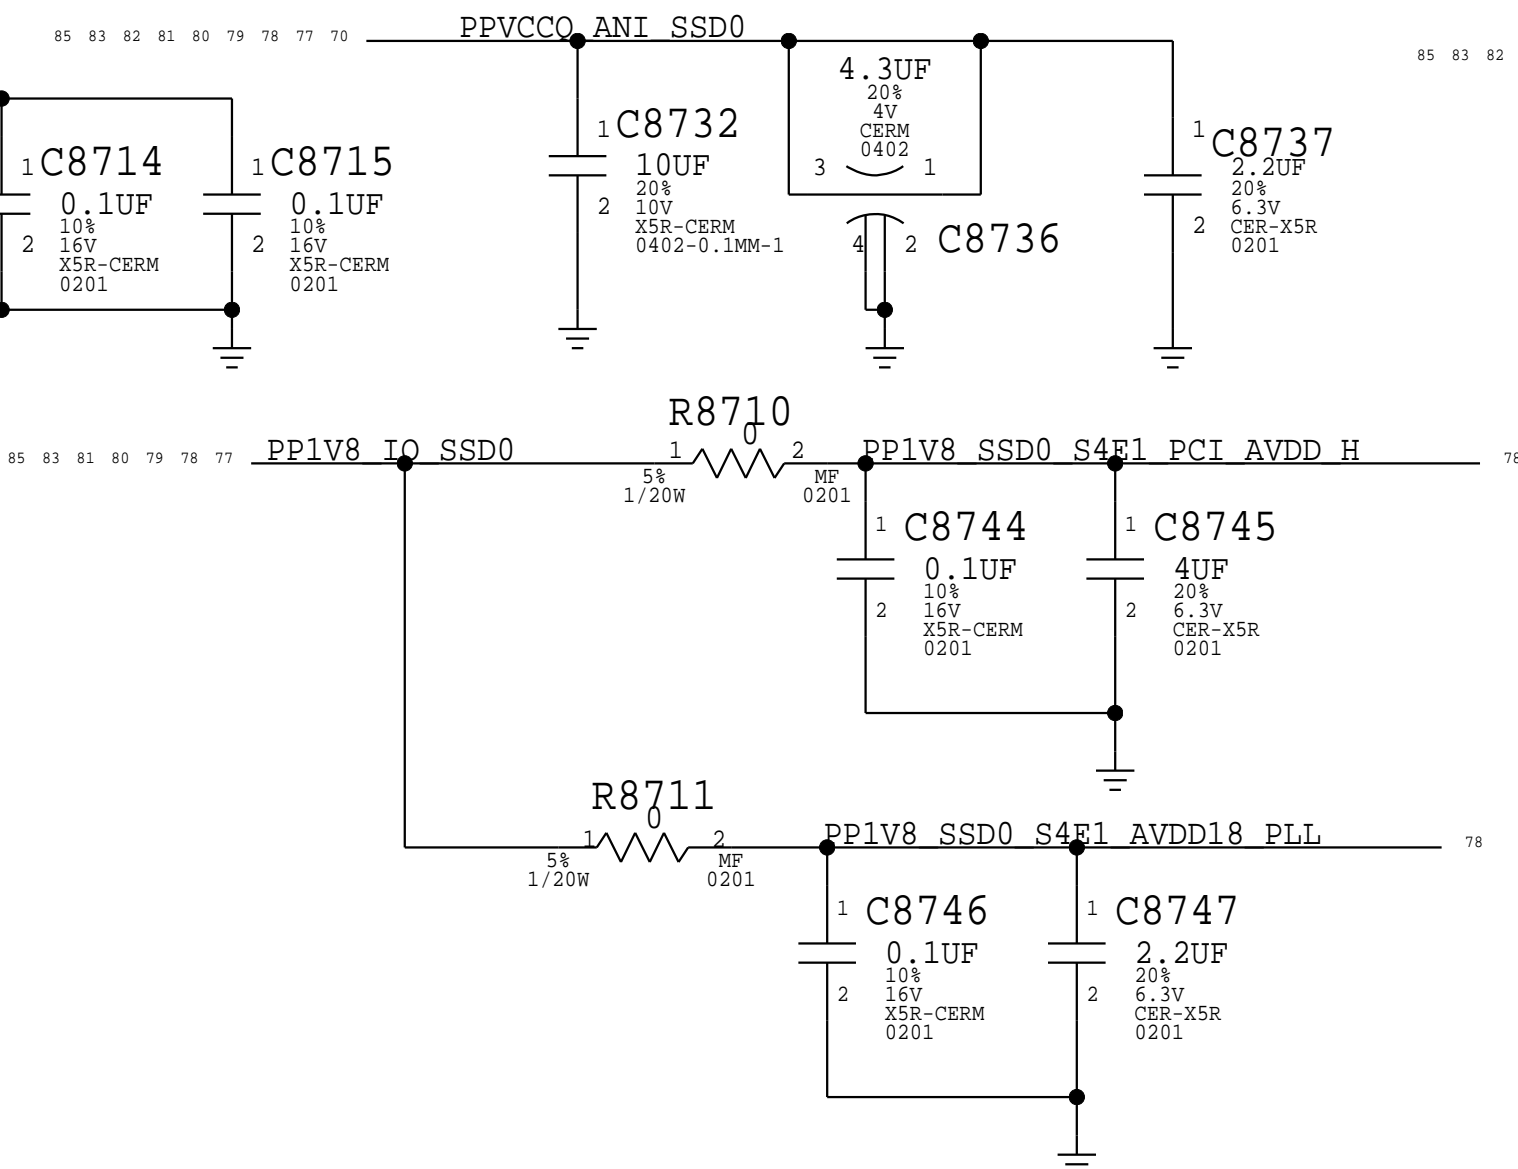 85 83 82 81 80 79 78 77 70
PPVCCQ_ANI_SSD0
85 83 82
4.3UF
20%
4V
CERM
0402
3 1
4 2
C8736
1
C8714
0.1UF
10%
16V
X5R-CERM
0201
2
1
C8715
0.1UF
10%
16V
X5R-CERM
0201
2
1
C8732
10UF
20%
10V
X5R-CERM
0402-0.1MM-1
2
1
C8737
2.2UF
20%
6.3V
CER-X5R
0201
2
85 83 81 80 79 78 77
PP1V8_IO_SSD0
R8710
0
1 2
5%
1/20W
MF
0201
PP1V8_SSD0_S4E1_PCI_AVDD_H
78
1
C8744
0.1UF
10%
16V
X5R-CERM
0201
2
1
C8745
4UF
20%
6.3V
CER-X5R
0201
2
R8711
0
1 2
5%
1/20W
MF
0201
PP1V8_SSD0_S4E1_AVDD18_PLL
78
1
C8746
0.1UF
10%
16V
X5R-CERM
0201
2
1
C8747
2.2UF
20%
6.3V
CER-X5R
0201
2